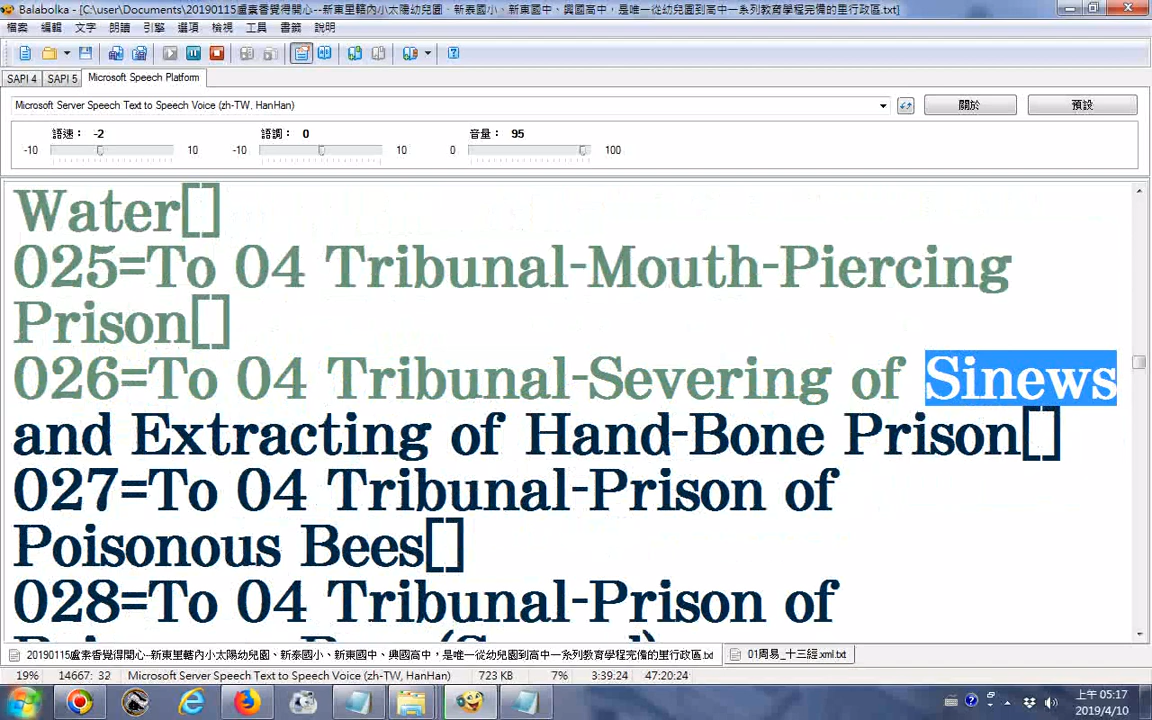 Balabolka - [C:\user\Documents\20190115盧素香覺得開心--新東里轄內小太陽幼兒園、新泰國小、新東國中、興國高中，是唯一從幼兒園到高中一系列教育學程完備的里行政區.txt]
檔案 編輯 文字 朗讀 檢視 引擎 選項 工具 書籤 說明
SAPI 4 SAPI 5 Microsoft Speech Platform
Microsoft Server Speech Text to Speech Voice (zh-TW, HanHan) 關於 預設
語速： -2 語調： 0 音量： 95
-10 10 -10 10 0 100
Water[]
025=To 04 Tribunal-Mouth-Piercing
Prison[]
026=To 04 Tribunal-Severing of Sinews
and Extracting of Hand-Bone Prison[]
027=To 04 Tribunal-Prison of
Poisonous Bees[]
028=To 04 Tribunal-Prison of
20190115盧素香覺得開心--新東里轄內小太陽幼兒園、新泰國小、新東國中、興國高中，是唯一從幼兒園到高中一系列教育學程完備的里行政區.txt 01周易_十三經.xml.txt
19% 14667: 32 Microsoft Server Speech Text to Speech Voice (zh-TW, HanHan) 723 KB 7% 3:39:24 47:20:24
上午 05:17
2019/4/10